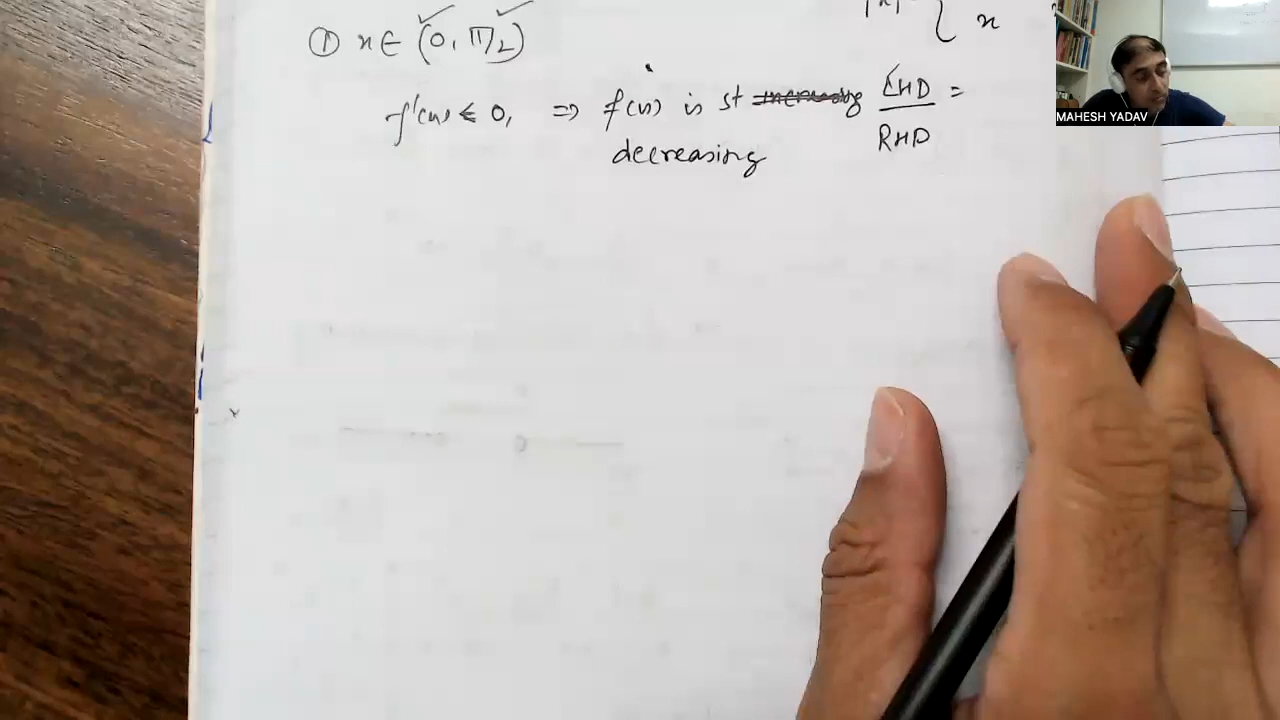 ① x ∈ (0, π/2)
|x| = { x
f'(x) < 0, ⇒ f(x) is st increasing
decreasing
LHD =
RHD
MAHESH YADAV